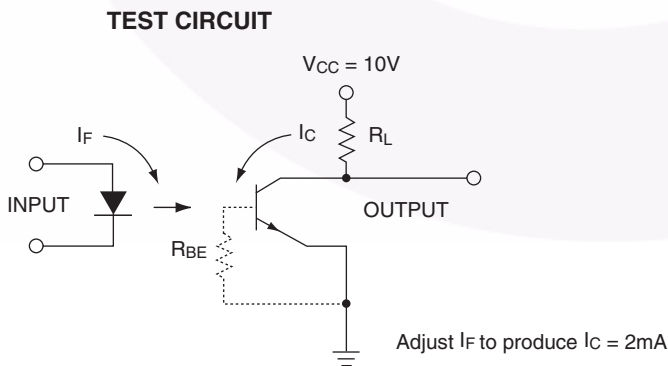 TEST CIRCUIT
VCC = 10V
IF
IC
RL
INPUT
OUTPUT
RBE
Adjust IF to produce IC = 2mA